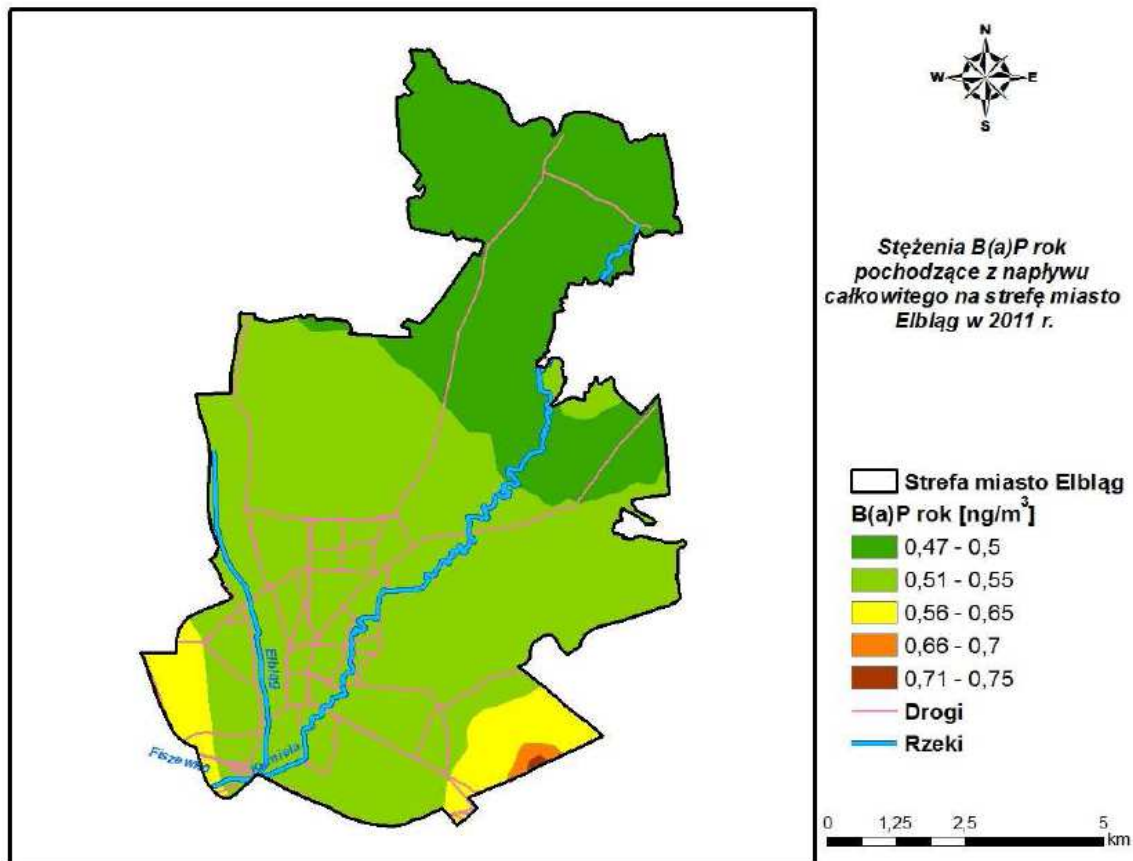 N
W E
S
Stężenia B(a)P rok
pochodzące z napływu
całkowitego na strefę miasto
Elbląg w 2011 r.
Strefa miasto Elbląg
B(a)P rok [ng/m³]
0,47 - 0,5
0,51 - 0,55
0,56 - 0,65
0,66 - 0,7
0,71 - 0,75
Drogi
Rzeki
0 1,25 2,5 5
km
Elbląg
Fiszewka
Kumiela